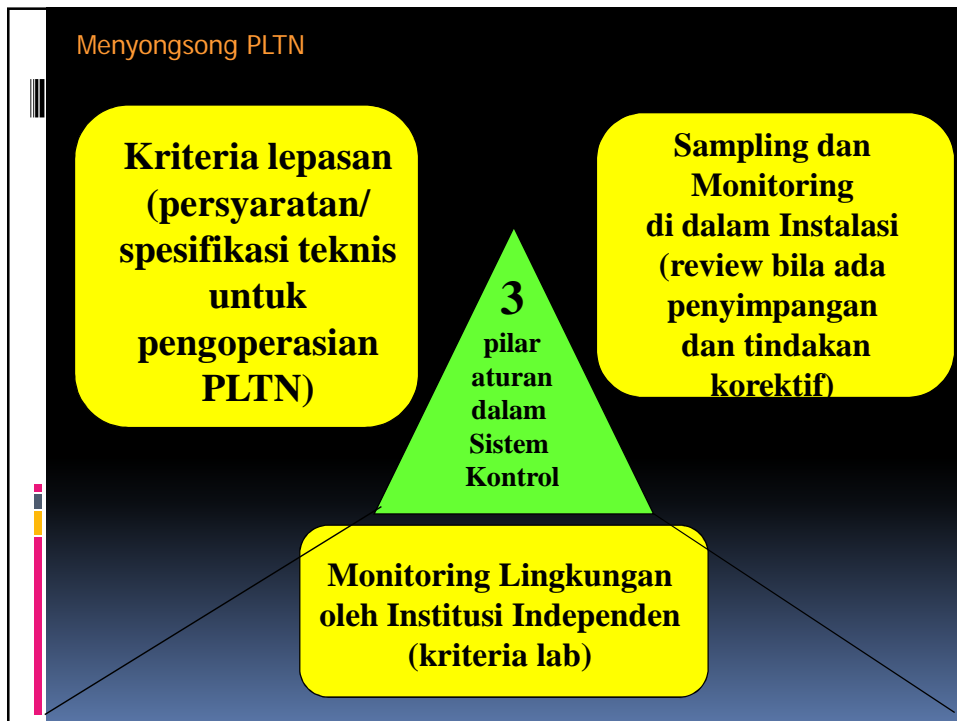 Menyongsong PLTN
Kriteria lepasan
(persyaratan/
spesifikasi teknis
untuk
pengoperasian
PLTN)
Sampling dan
Monitoring
di dalam Instalasi
(review bila ada
penyimpangan
dan tindakan
korektif)
3
pilar
aturan
dalam
Sistem
Kontrol
Monitoring Lingkungan
oleh Institusi Independen
(kriteria lab)